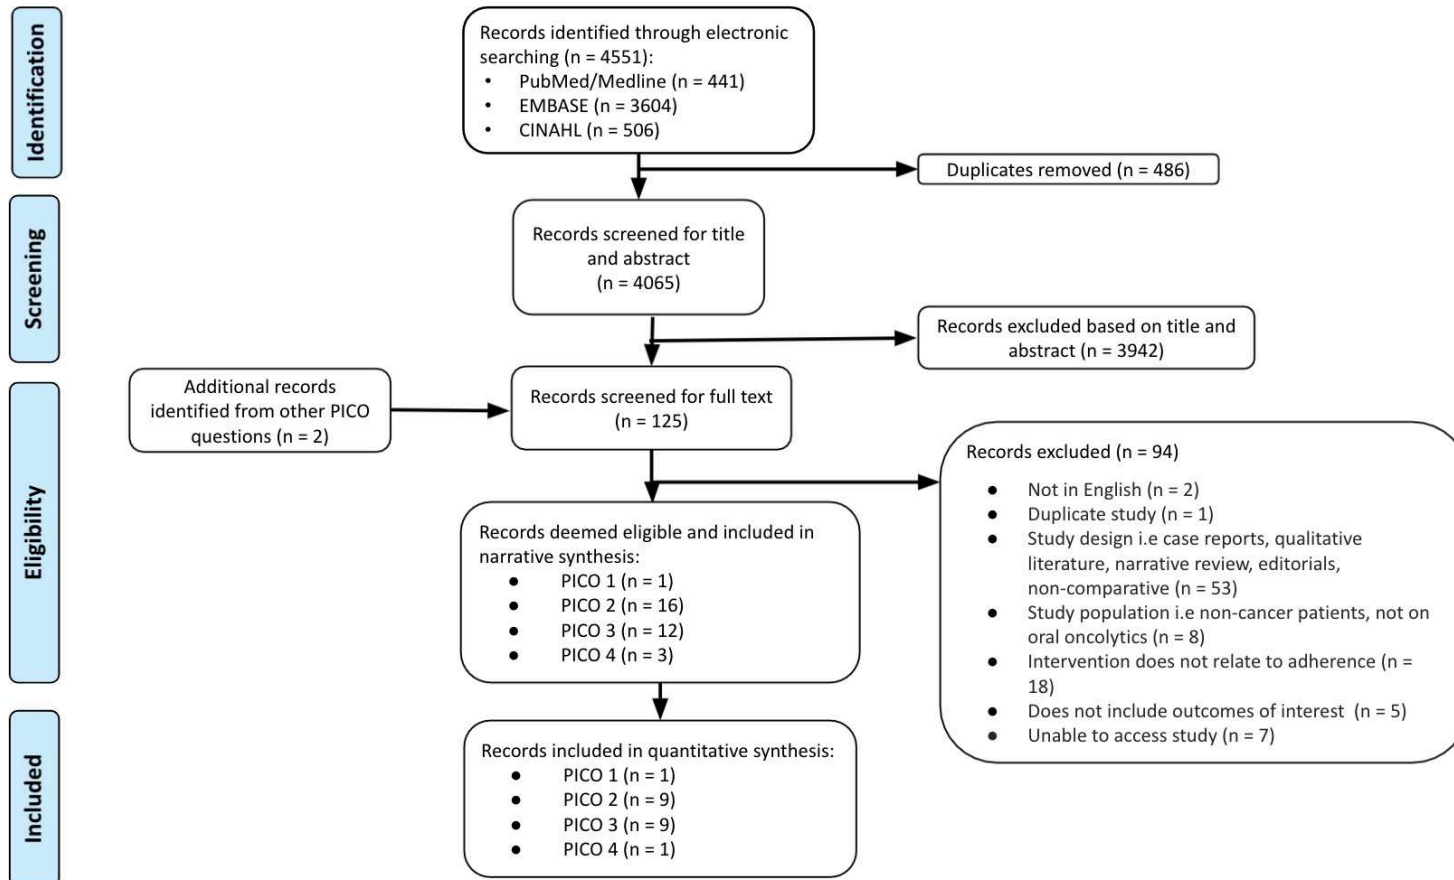 Identification
Records identified through electronic
searching (n = 4551):
• PubMed/Medline (n = 441)
• EMBASE (n = 3604)
• CINAHL (n = 506)
Duplicates removed (n = 486)
Screening
Records screened for title
and abstract
(n = 4065)
Records excluded based on title and
abstract (n = 3942)
Eligibility
Additional records
identified from other PICO
questions (n = 2)
Records screened for full text
(n = 125)
Records excluded (n = 94)
● Not in English (n = 2)
● Duplicate study (n = 1)
● Study design i.e case reports, qualitative
literature, narrative review, editorials,
non-comparative (n = 53)
● Study population i.e non-cancer patients, not on
oral oncolytics (n = 8)
● Intervention does not relate to adherence (n =
18)
● Does not include outcomes of interest (n = 5)
● Unable to access study (n = 7)
Records deemed eligible and included in
narrative synthesis:
● PICO 1 (n = 1)
● PICO 2 (n = 16)
● PICO 3 (n = 12)
● PICO 4 (n = 3)
Included
Records included in quantitative synthesis:
● PICO 1 (n = 1)
● PICO 2 (n = 9)
● PICO 3 (n = 9)
● PICO 4 (n = 1)